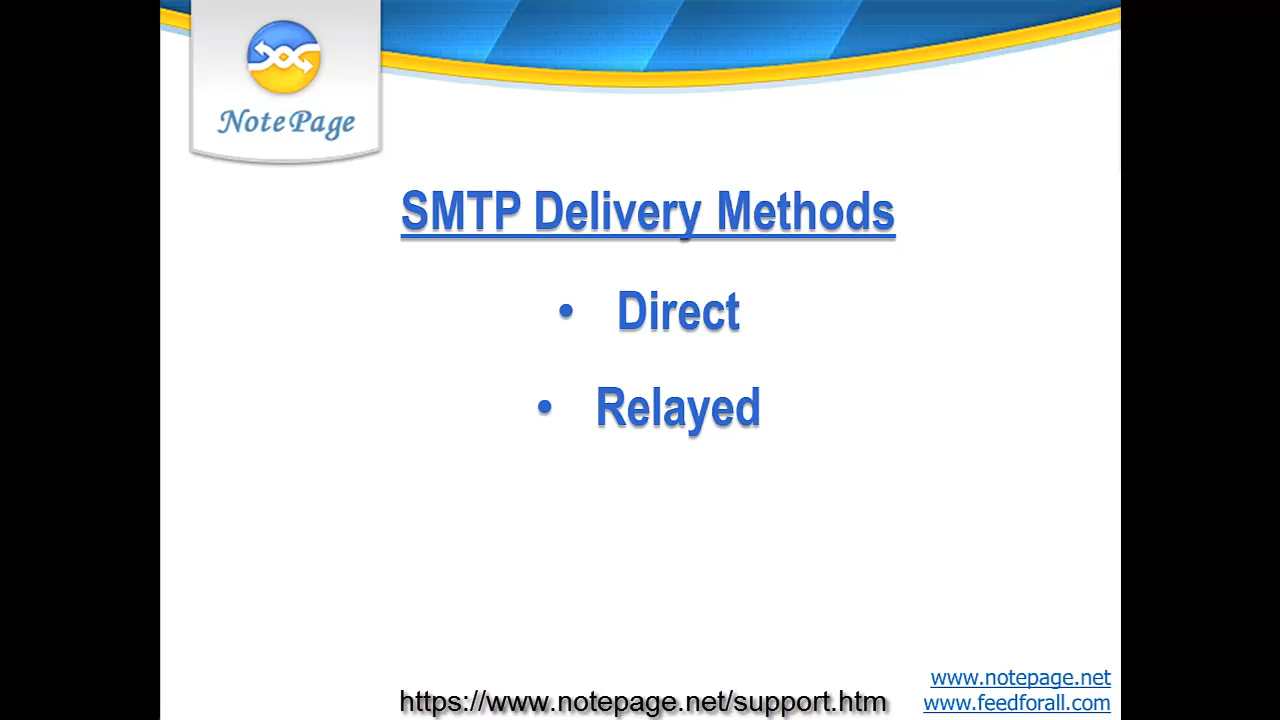 NotePage
SMTP Delivery Methods
• Direct
• Relayed
www.notepage.net
https://www.notepage.net/support.htm
www.feedforall.com